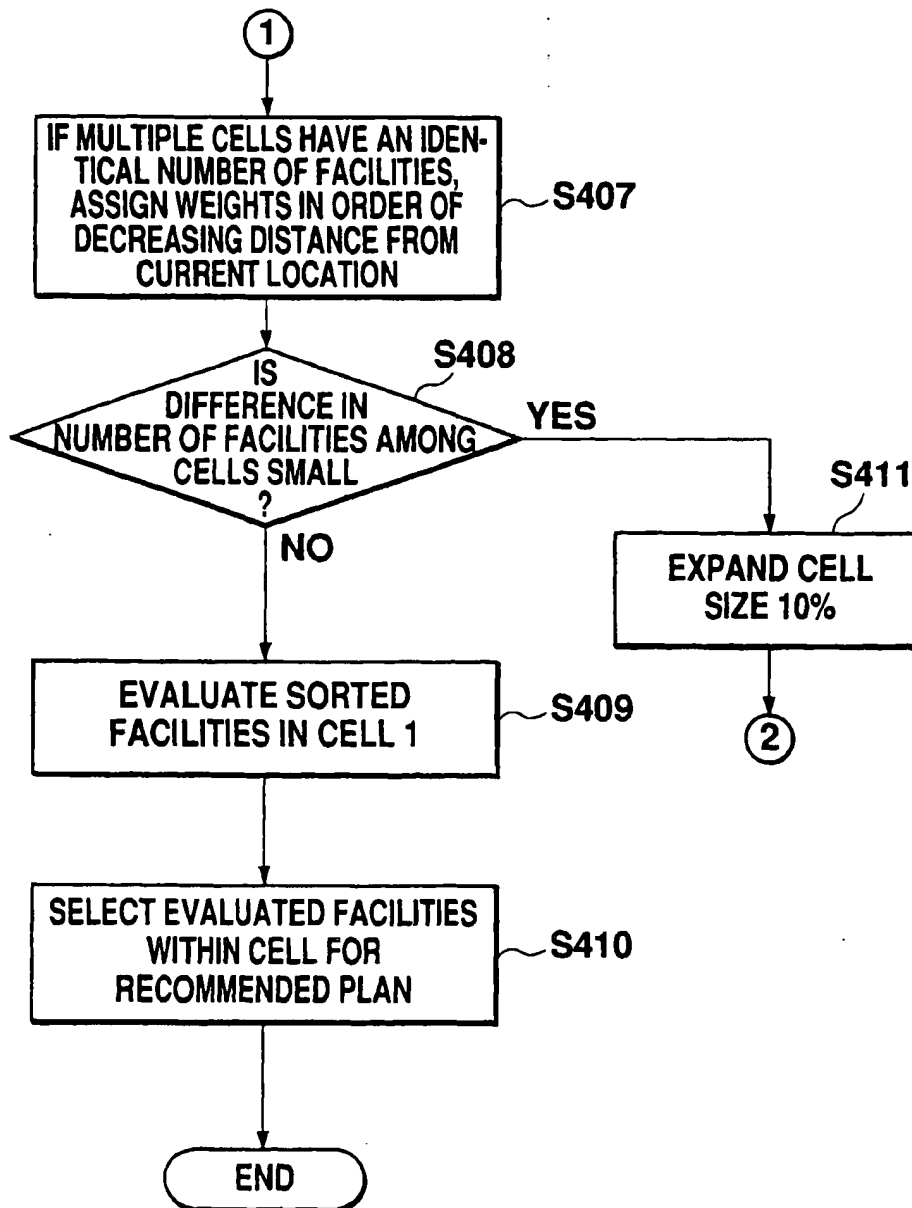 1
IF MULTIPLE CELLS HAVE AN IDEN-
TICAL NUMBER OF FACILITIES,
ASSIGN WEIGHTS IN ORDER OF
DECREASING DISTANCE FROM
CURRENT LOCATION
S407
S408
IS
DIFFERENCE IN
NUMBER OF FACILITIES AMONG
CELLS SMALL
?
YES
NO
S411
EXPAND CELL
SIZE 10%
2
EVALUATE SORTED
FACILITIES IN CELL 1
S409
SELECT EVALUATED FACILITIES
WITHIN CELL FOR
RECOMMENDED PLAN
S410
END